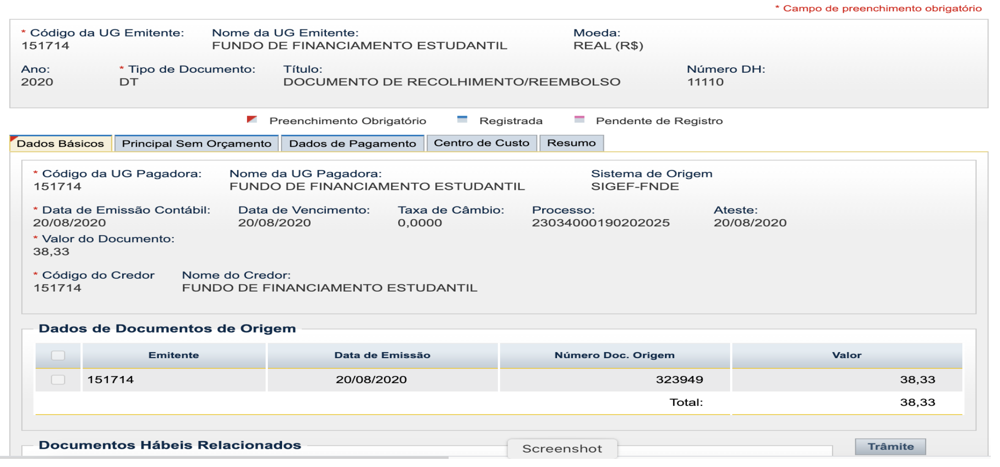 * Campo de preenchimento obrigatório
* Código da UG Emitente: Nome da UG Emitente: Moeda:
151714 FUNDO DE FINANCIAMENTO ESTUDANTIL REAL (R$)
Ano: * Tipo de Documento: Título: Número DH:
2020 DT DOCUMENTO DE RECOLHIMENTO/REEMBOLSO 11110
Preenchimento Obrigatório Registrada Pendente de Registro
Dados Básicos Principal Sem Orçamento Dados de Pagamento Centro de Custo Resumo
* Código da UG Pagadora: Nome da UG Pagadora: Sistema de Origem
151714 FUNDO DE FINANCIAMENTO ESTUDANTIL SIGEF-FNDE
* Data de Emissão Contábil: Data de Vencimento: Taxa de Câmbio: Processo: Ateste:
20/08/2020 20/08/2020 0,0000 23034000190202025 20/08/2020
* Valor do Documento:
38,33
* Código do Credor Nome do Credor:
151714 FUNDO DE FINANCIAMENTO ESTUDANTIL
Dados de Documentos de Origem
Emitente Data de Emissão Número Doc. Origem Valor
151714 20/08/2020 323949 38,33
Total: 38,33
Documentos Hábeis Relacionados Screenshot Trâmite